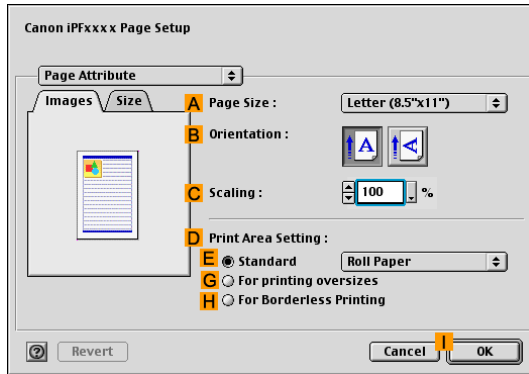 Canon iPFxxxx Page Setup
Page Attribute
Images Size
A Page Size : Letter (8.5"x11")
B Orientation : A A
C Scaling : 100 %
D Print Area Setting :
E Standard Roll Paper
G For printing oversizes
H For Borderless Printing
? Revert Cancel I OK